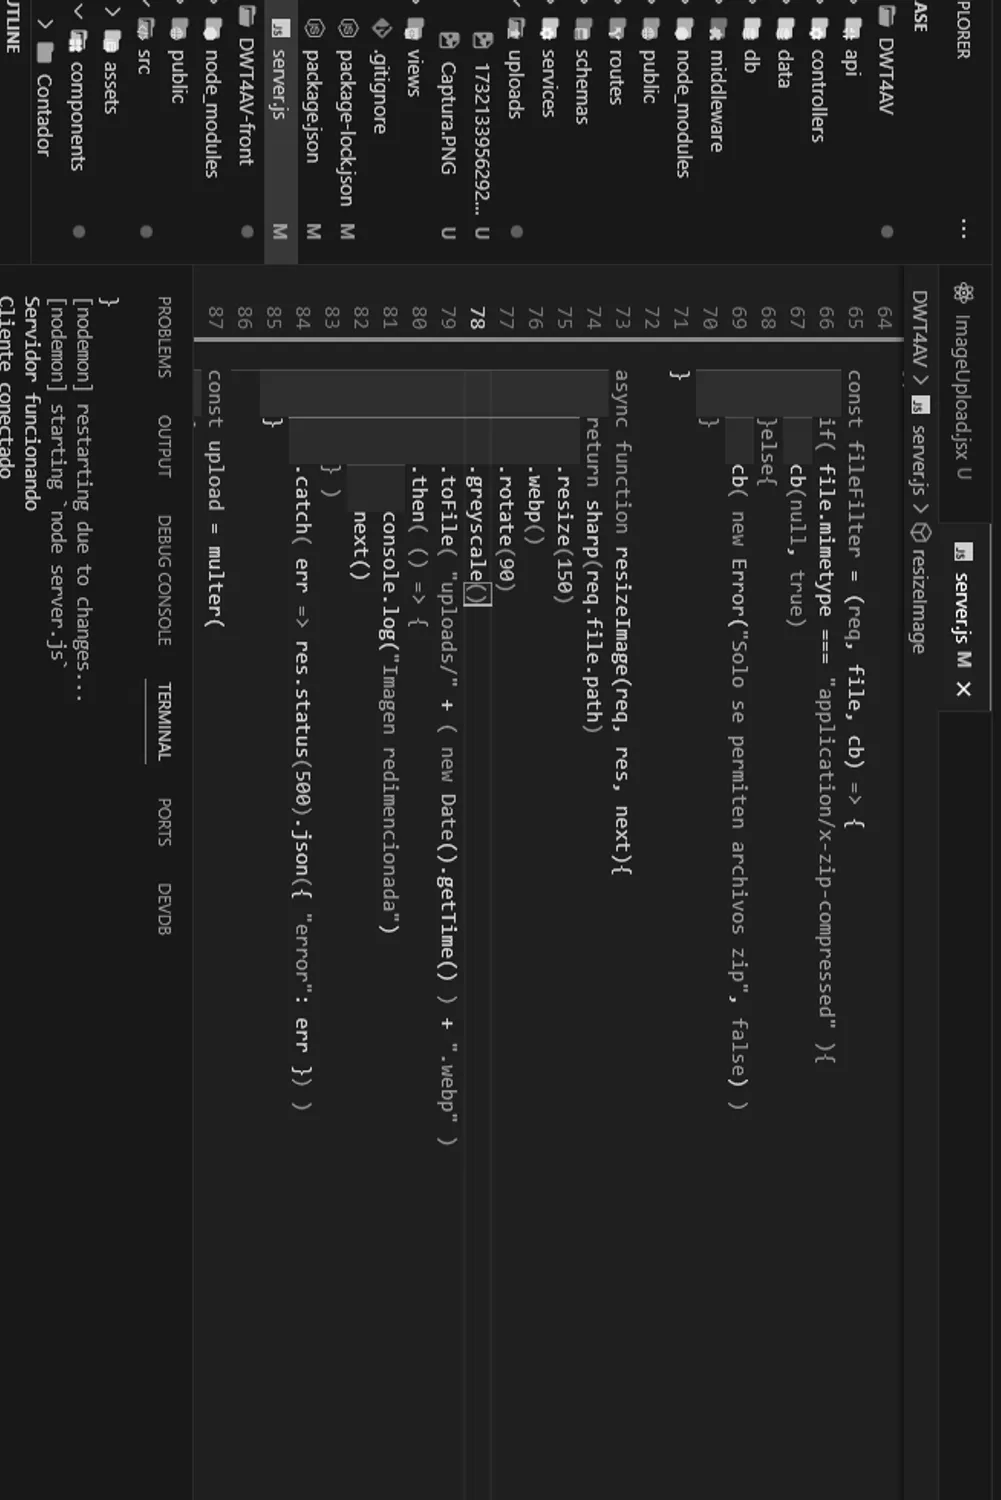 PLORER
...
ASE
DWT4AV
api
controllers
data
db
middleware
node_modules
public
routes
schemas
services
uploads
1732133956292... U
Captura.PNG U
views
.gitignore
package-lock.json M
package.json M
server.js M
DWT4AV-front
node_modules
public
src
assets
components
Contador
UTLINE
ImageUpload.jsx U
server.js M
DWT4AV > server.js > resizeImage
64
65 const fileFilter = (req, file, cb) => {
66 if( file.mimetype === "application/x-zip-compressed" ){
67 cb(null, true)
68 }else{
69 cb( new Error("Solo se permiten archivos zip", false) )
70 }
71 }
72
73 async function resizeImage(req, res, next){
74 return sharp(req.file.path)
75 .resize(150)
76 .webp()
77 .rotate(90)
78 .greyscale()
79 .toFile( "uploads/" + ( new Date().getTime() ) + ".webp" )
80 .then( () => {
81 console.log("Imagen redimencionada")
82 next()
83 } )
84 .catch( err => res.status(500).json({ "error": err }) )
85 }
86
87 const upload = multer(
PROBLEMS OUTPUT DEBUG CONSOLE TERMINAL PORTS DEVDB
}
[nodemon] restarting due to changes...
[nodemon] starting `node server.js`
Servidor funcionando
Cliente conectado